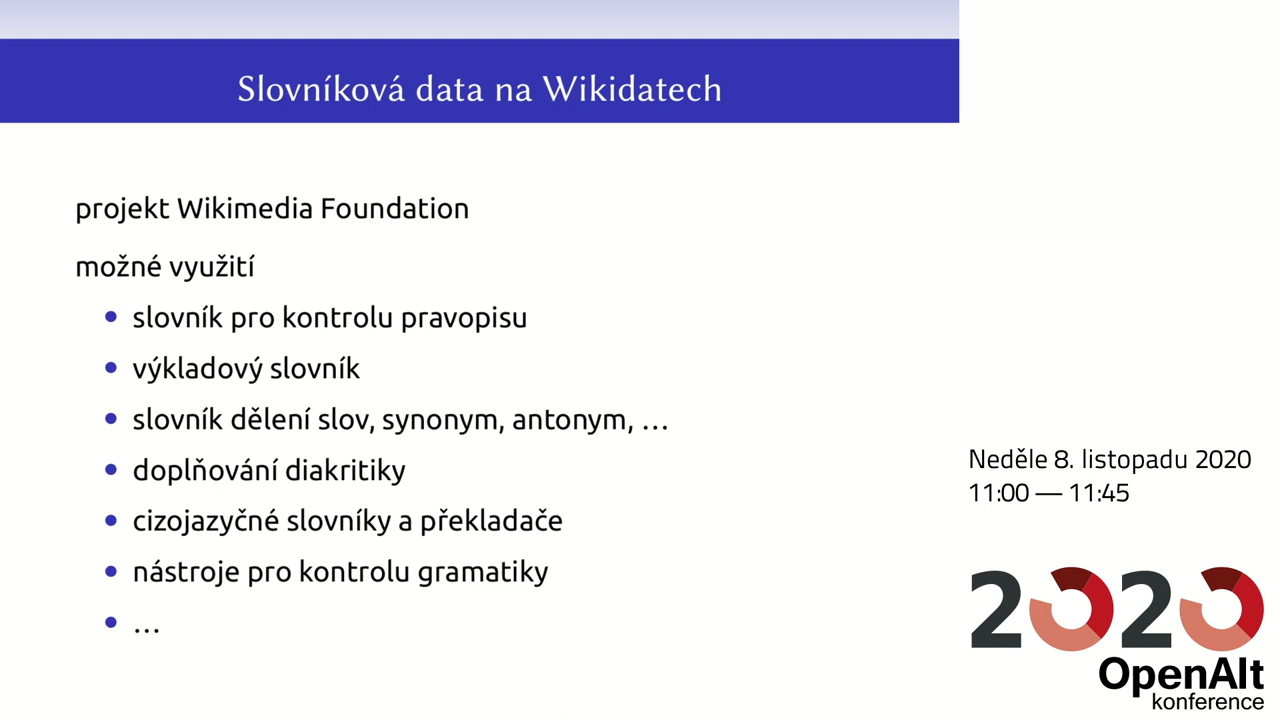 Slovníková data na Wikidatech
projekt Wikimedia Foundation
možné využití
• slovník pro kontrolu pravopisu
• výkladový slovník
• slovník dělení slov, synonym, antonym, …
• doplňování diakritiky
• cizojazyčné slovníky a překladače
• nástroje pro kontrolu gramatiky
• …
Neděle 8. listopadu 2020
11:00 — 11:45
2020
OpenAlt
konference